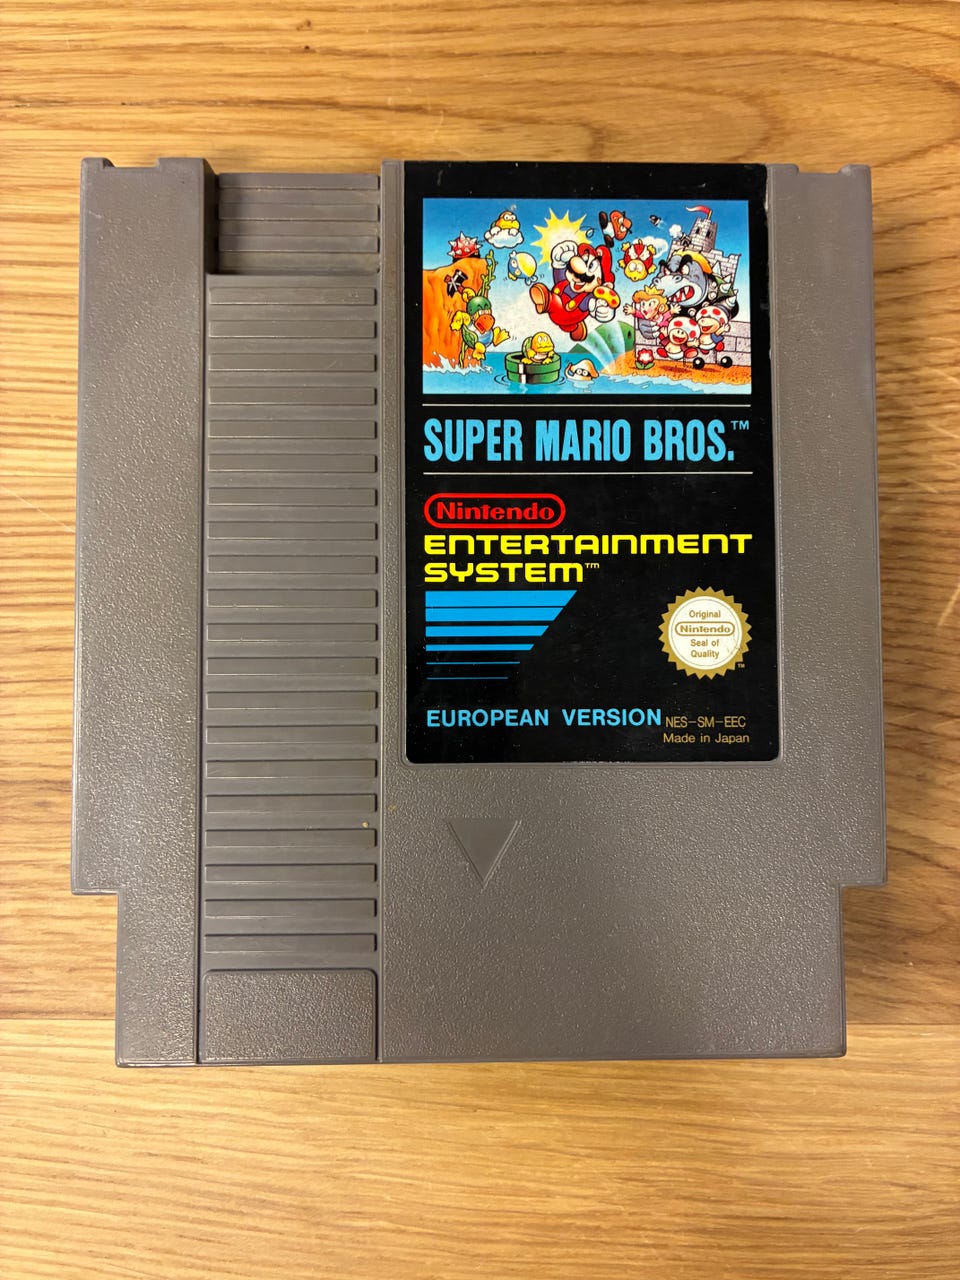 SUPER MARIO BROS.™
Nintendo
ENTERTAINMENT
SYSTEM™
Original
Nintendo
Seal of
Quality
™
EUROPEAN VERSION
NES-SM-EEC
Made in Japan